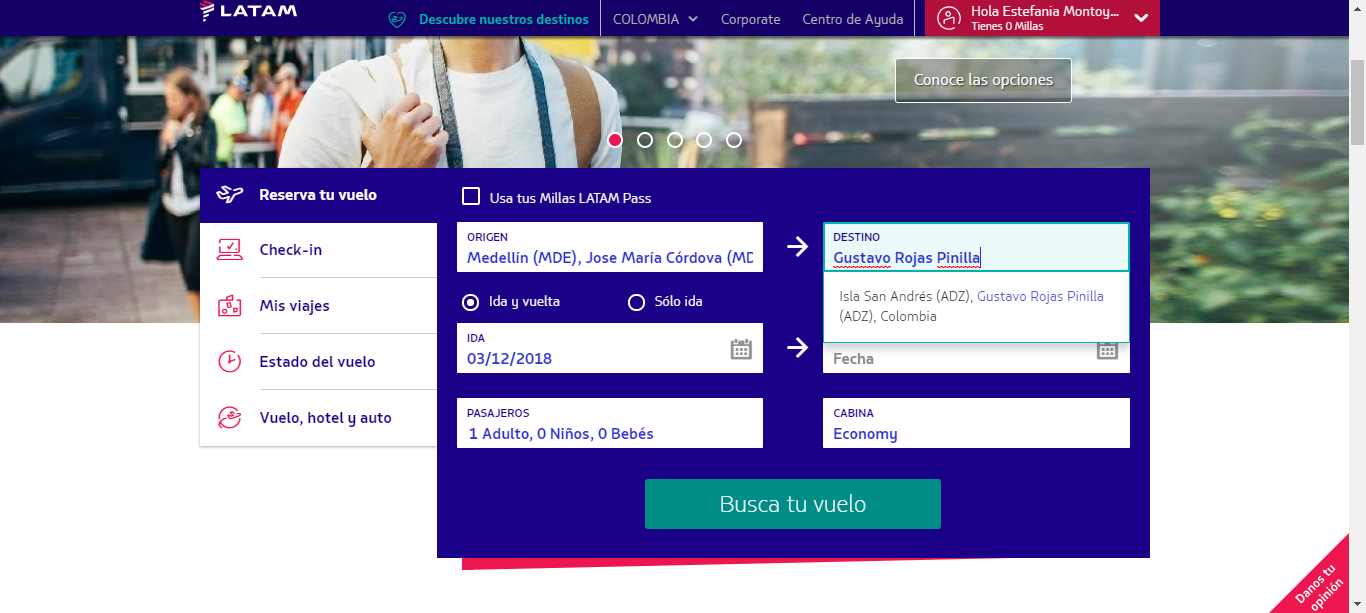 LATAM
Descubre nuestros destinos
COLOMBIA
Corporate
Centro de Ayuda
Hola Estefania Montoy...
Tienes 0 Millas
Conoce las opciones
Reserva tu vuelo
Check-in
Mis viajes
Estado del vuelo
Vuelo, hotel y auto
Usa tus Millas LATAM Pass
ORIGEN
Medellín (MDE), Jose María Córdova (MD
DESTINO
Gustavo Rojas Pinilla
Isla San Andrés (ADZ), Gustavo Rojas Pinilla
(ADZ), Colombia
Ida y vuelta
Sólo ida
IDA
03/12/2018
Fecha
PASAJEROS
1 Adulto, 0 Niños, 0 Bebés
CABINA
Economy
Busca tu vuelo
Danos tu
opinión